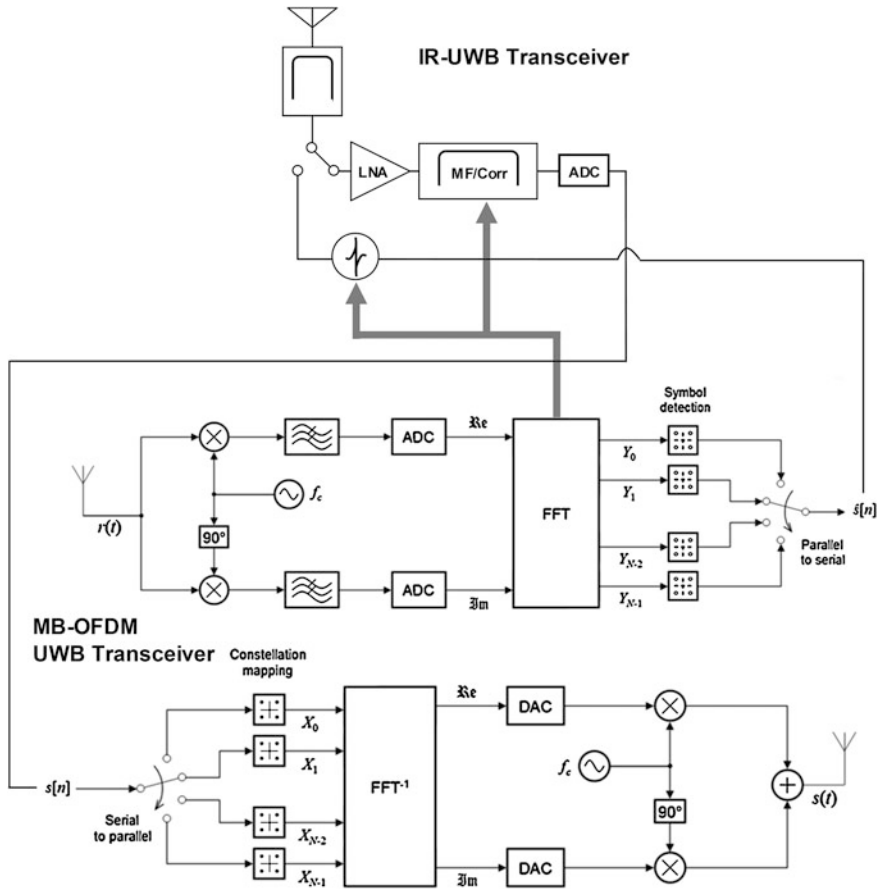 IR-UWB Transceiver
LNA
MF/Corr
ADC
Symbol
detection
ℜe
ADC
Y0
r(t)
fc
90°
FFT
Y1
ŝ[n]
YN-2
Parallel
to serial
ADC
ℑm
YN-1
MB-OFDM
UWB Transceiver
Constellation
mapping
ℜe
DAC
X0
s[n]
X1
FFT-1
fc
s(t)
Serial
to parallel
XN-2
90°
XN-1
ℑm
DAC